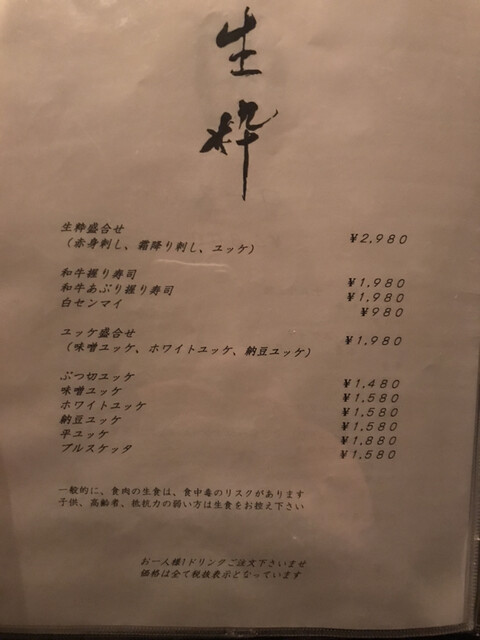 生粋
生粋盛合せ ¥2,980
(赤身刺し、霜降り刺し、ユッケ)
和牛握り寿司 ¥1,980
和牛あぶり握り寿司 ¥1,980
白センマイ ¥980
ユッケ盛合せ ¥1,980
(味噌ユッケ、ホワイトユッケ、納豆ユッケ)
ぶつ切ユッケ ¥1,480
味噌ユッケ ¥1,580
ホワイトユッケ ¥1,580
納豆ユッケ ¥1,580
平ユッケ ¥1,880
ブルスケッタ ¥1,580
一般的に、食肉の生食は、食中毒のリスクがあります
子供、高齢者、抵抗力の弱い方は生食をお控え下さい
お一人様1ドリンクご注文下さいませ
価格は全て税抜表示となっています